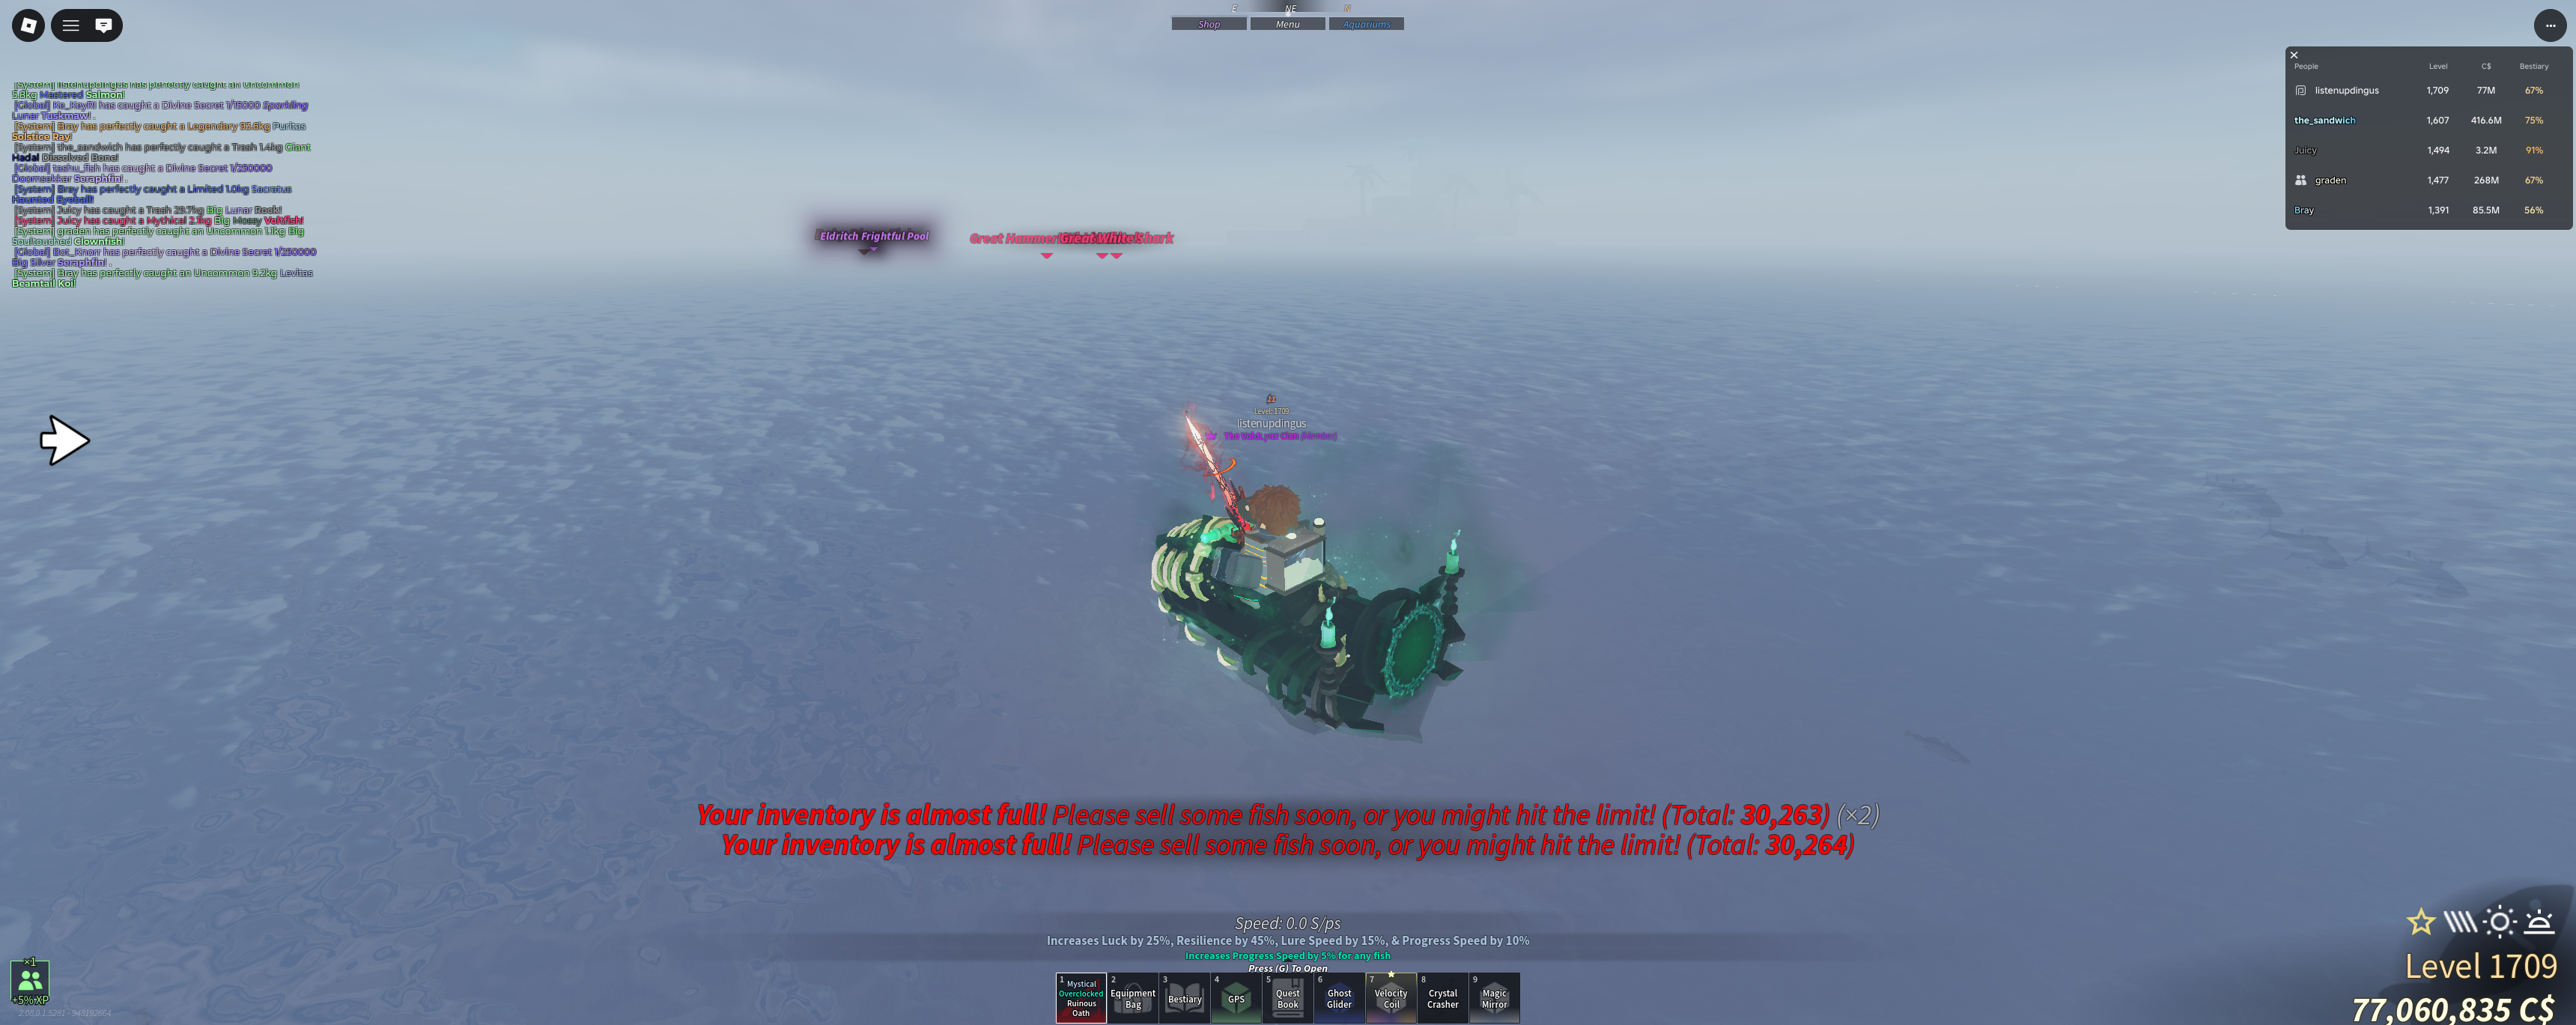 E NE N
Shop Menu Aquariums
[System] listenupdingus has perfectly caught an Uncommon
5.8kg Mastered Salmon!
[Global] Ke_KeyRI has caught a Divine Secret 1/15000 Sparkling
Lunar Tuskmaw! .
[System] Bray has perfectly caught a Legendary 92.6kg Puritas
Solstice Ray!
[System] the_sandwich has perfectly caught a Trash 1.4kg Giant
Hadal Dissolved Bone!
[Global] tashu_fish has caught a Divine Secret 1/250000
Seraphfin! .
[System] Bray has perfectly caught a Limited 1.0kg Sacratus
Haunted Eyeball!
[System] Juicy has caught a Trash 29.7kg Big Lunar Rock!
[System] Juicy has caught a Mythical 2.1kg Big Mossy Voltfish!
[System] graden has perfectly caught an Uncommon 1.1kg Big
Soultouched Clownfish!
[Global] Bot_Knorr has perfectly caught a Divine Secret 1/250000
Big Silver Seraphfin! .
[System] Bray has perfectly caught an Uncommon 9.2kg Levitas
Beamtail Koi!
People Level C$ Bestiary
listenupdingus 1,709 77M 67%
the_sandwich 1,607 416.6M 75%
Juicy 1,494 3.2M 91%
graden 1,477 268M 67%
Bray 1,391 85.5M 56%
Eldritch Frightful Pool
Great Hammer Great White Shark
Level: 1709
listenupdingus
Your inventory is almost full! Please sell some fish soon, or you might hit the limit! (Total: 30,263) (×2)
Your inventory is almost full! Please sell some fish soon, or you might hit the limit! (Total: 30,264)
Speed: 0.0 S/ps
Increases Luck by 25%, Resilience by 45%, Lure Speed by 15%, & Progress Speed by 10%
Increases Progress Speed by 5% for any fish
Press (G) To Open
1 Mystical Overclocked Ruinous Oath
2 Equipment Bag
3 Bestiary
4 GPS
5 Quest Book
6 Ghost Glider
7 Velocity Coil
8 Crystal Crasher
9 Magic Mirror
×1
+5% XP
Level 1709
77,060,835 C$